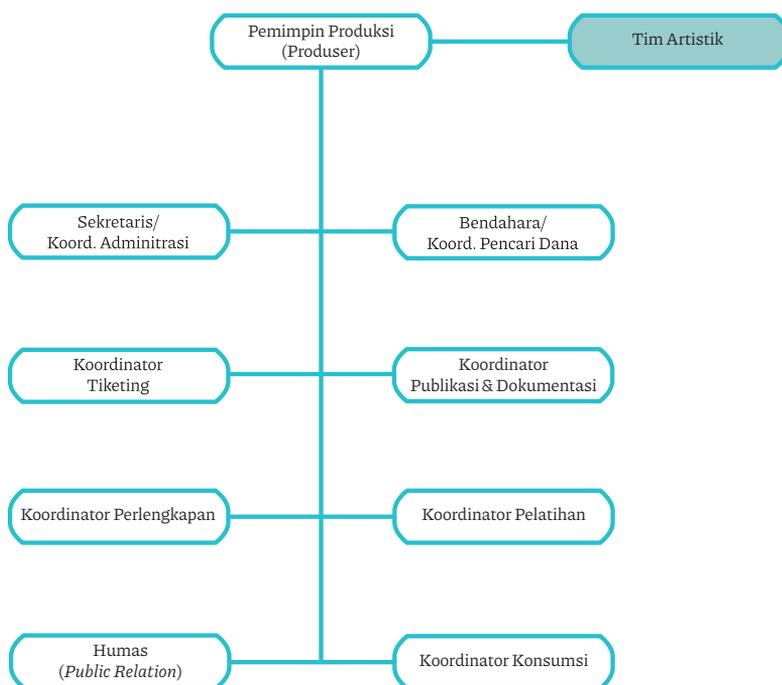 Pemimpin Produksi
(Produser)
Tim Artistik
Sekretaris/
Koord. Adminitrasi
Bendahara/
Koord. Pencari Dana
Koordinator
Tiketing
Koordinator
Publikasi & Dokumentasi
Koordinator Perlengkapan
Koordinator Pelatihan
Humas
(Public Relation)
Koordinator Konsumsi